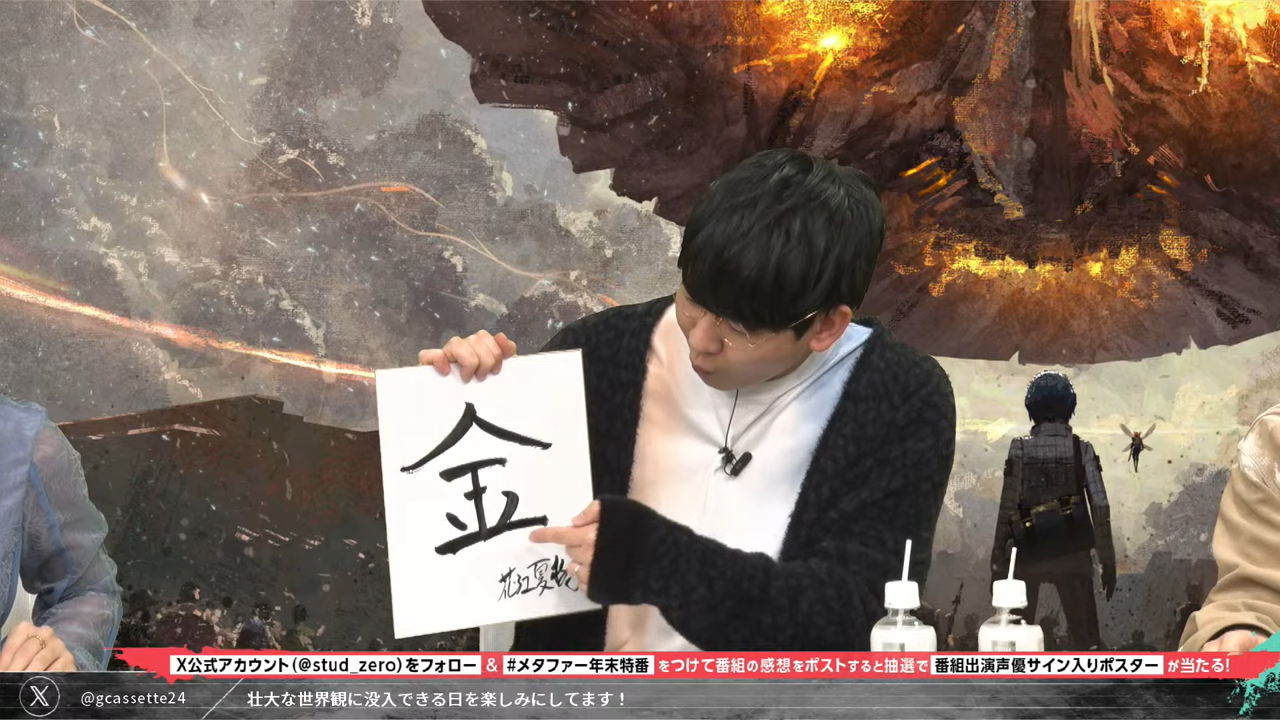 金
花江夏樹
X公式アカウント(@stud_zero)をフォロー & #メタファー年末特番 をつけて番組の感想をポストすると抽選で 番組出演声優サイン入りポスター が当たる!
X @gcassette24 壮大な世界観に没入できる日を楽しみにしてます！